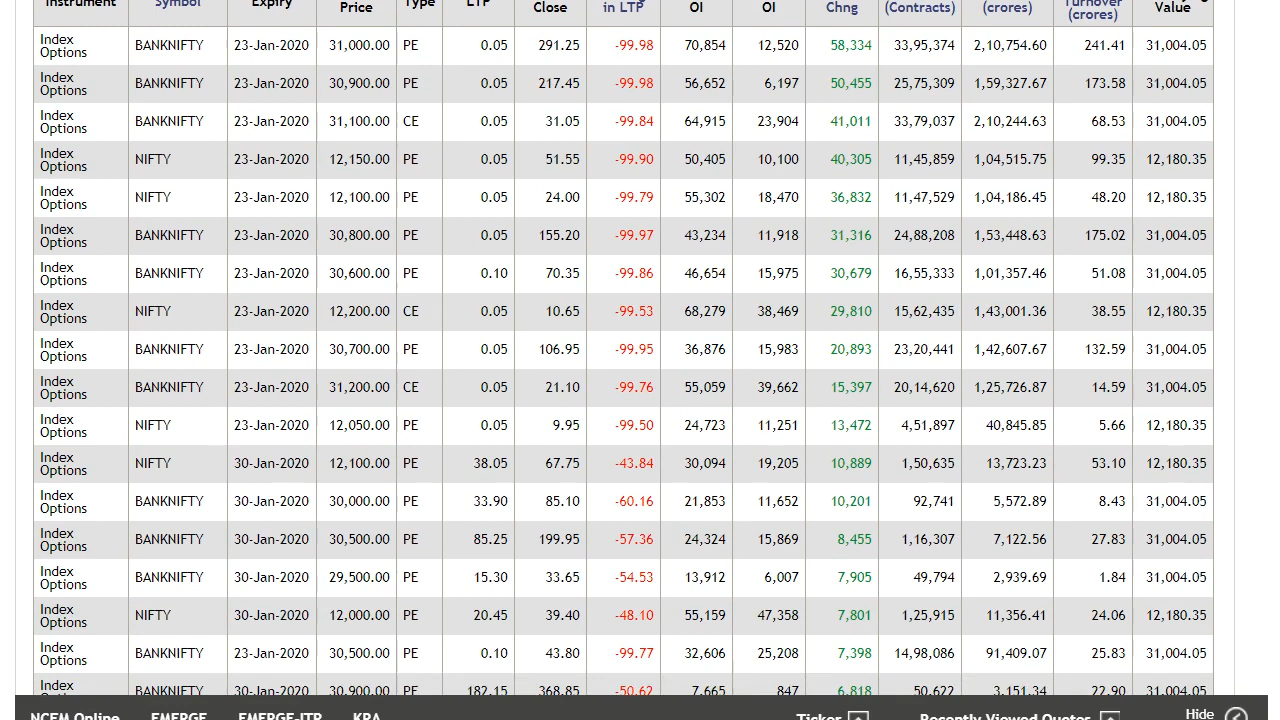 Instrument Symbol Expiry Price Type LTP Close in LTP OI OI Chng (Contracts) (crores) Turnover (crores) Value
Index Options BANKNIFTY 23-Jan-2020 31,000.00 PE 0.05 291.25 -99.98 70,854 12,520 58,334 33,95,374 2,10,754.60 241.41 31,004.05
Index Options BANKNIFTY 23-Jan-2020 30,900.00 PE 0.05 217.45 -99.98 56,652 6,197 50,455 25,75,309 1,59,327.67 173.58 31,004.05
Index Options BANKNIFTY 23-Jan-2020 31,100.00 CE 0.05 31.05 -99.84 64,915 23,904 41,011 33,79,037 2,10,244.63 68.53 31,004.05
Index Options NIFTY 23-Jan-2020 12,150.00 PE 0.05 51.55 -99.90 50,405 10,100 40,305 11,45,859 1,04,515.75 99.35 12,180.35
Index Options NIFTY 23-Jan-2020 12,100.00 PE 0.05 24.00 -99.79 55,302 18,470 36,832 11,47,529 1,04,186.45 48.20 12,180.35
Index Options BANKNIFTY 23-Jan-2020 30,800.00 PE 0.05 155.20 -99.97 43,234 11,918 31,316 24,88,208 1,53,448.63 175.02 31,004.05
Index Options BANKNIFTY 23-Jan-2020 30,600.00 PE 0.10 70.35 -99.86 46,654 15,975 30,679 16,55,333 1,01,357.46 51.08 31,004.05
Index Options NIFTY 23-Jan-2020 12,200.00 CE 0.05 10.65 -99.53 68,279 38,469 29,810 15,62,435 1,43,001.36 38.55 12,180.35
Index Options BANKNIFTY 23-Jan-2020 30,700.00 PE 0.05 106.95 -99.95 36,876 15,983 20,893 23,20,441 1,42,607.67 132.59 31,004.05
Index Options BANKNIFTY 23-Jan-2020 31,200.00 CE 0.05 21.10 -99.76 55,059 39,662 15,397 20,14,620 1,25,726.87 14.59 31,004.05
Index Options NIFTY 23-Jan-2020 12,050.00 PE 0.05 9.95 -99.50 24,723 11,251 13,472 4,51,897 40,845.85 5.66 12,180.35
Index Options NIFTY 30-Jan-2020 12,100.00 PE 38.05 67.75 -43.84 30,094 19,205 10,889 1,50,635 13,723.23 53.10 12,180.35
Index Options BANKNIFTY 30-Jan-2020 30,000.00 PE 33.90 85.10 -60.16 21,853 11,652 10,201 92,741 5,572.89 8.43 31,004.05
Index Options BANKNIFTY 30-Jan-2020 30,500.00 PE 85.25 199.95 -57.36 24,324 15,869 8,455 1,16,307 7,122.56 27.83 31,004.05
Index Options BANKNIFTY 30-Jan-2020 29,500.00 PE 15.30 33.65 -54.53 13,912 6,007 7,905 49,794 2,939.69 1.84 31,004.05
Index Options NIFTY 30-Jan-2020 12,000.00 PE 20.45 39.40 -48.10 55,159 47,358 7,801 1,25,915 11,356.41 24.06 12,180.35
Index Options BANKNIFTY 23-Jan-2020 30,500.00 PE 0.10 43.80 -99.77 32,606 25,208 7,398 14,98,086 91,409.07 25.83 31,004.05
Index BANKNIFTY 30-Jan-2020 30,900.00 PE 182.15 368.85 -50.62 7,665 847 6,818 50,622 3,151.34 22.90 31,004.05
NCFM Online EMERGE EMERGE-ITP KRA Ticker Recently Viewed Quotes Hide